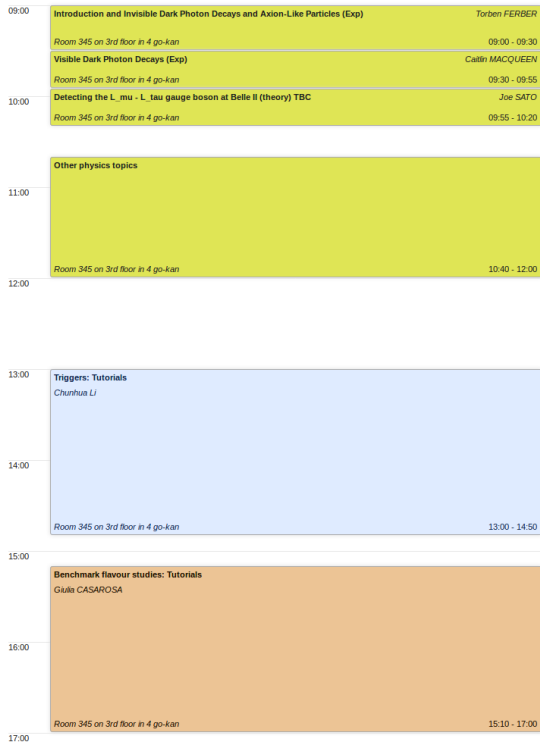 09:00
Introduction and Invisible Dark Photon Decays and Axion-Like Particles (Exp) Torben FERBER
Room 345 on 3rd floor in 4 go-kan 09:00 - 09:30
Visible Dark Photon Decays (Exp) Caitlin MACQUEEN
Room 345 on 3rd floor in 4 go-kan 09:30 - 09:55
10:00
Detecting the L_mu - L_tau gauge boson at Belle II (theory) TBC Joe SATO
Room 345 on 3rd floor in 4 go-kan 09:55 - 10:20
Other physics topics
11:00
Room 345 on 3rd floor in 4 go-kan 10:40 - 12:00
12:00
13:00
Triggers: Tutorials
Chunhua Li
14:00
Room 345 on 3rd floor in 4 go-kan 13:00 - 14:50
15:00
Benchmark flavour studies: Tutorials
Giulia CASAROSA
16:00
Room 345 on 3rd floor in 4 go-kan 15:10 - 17:00
17:00